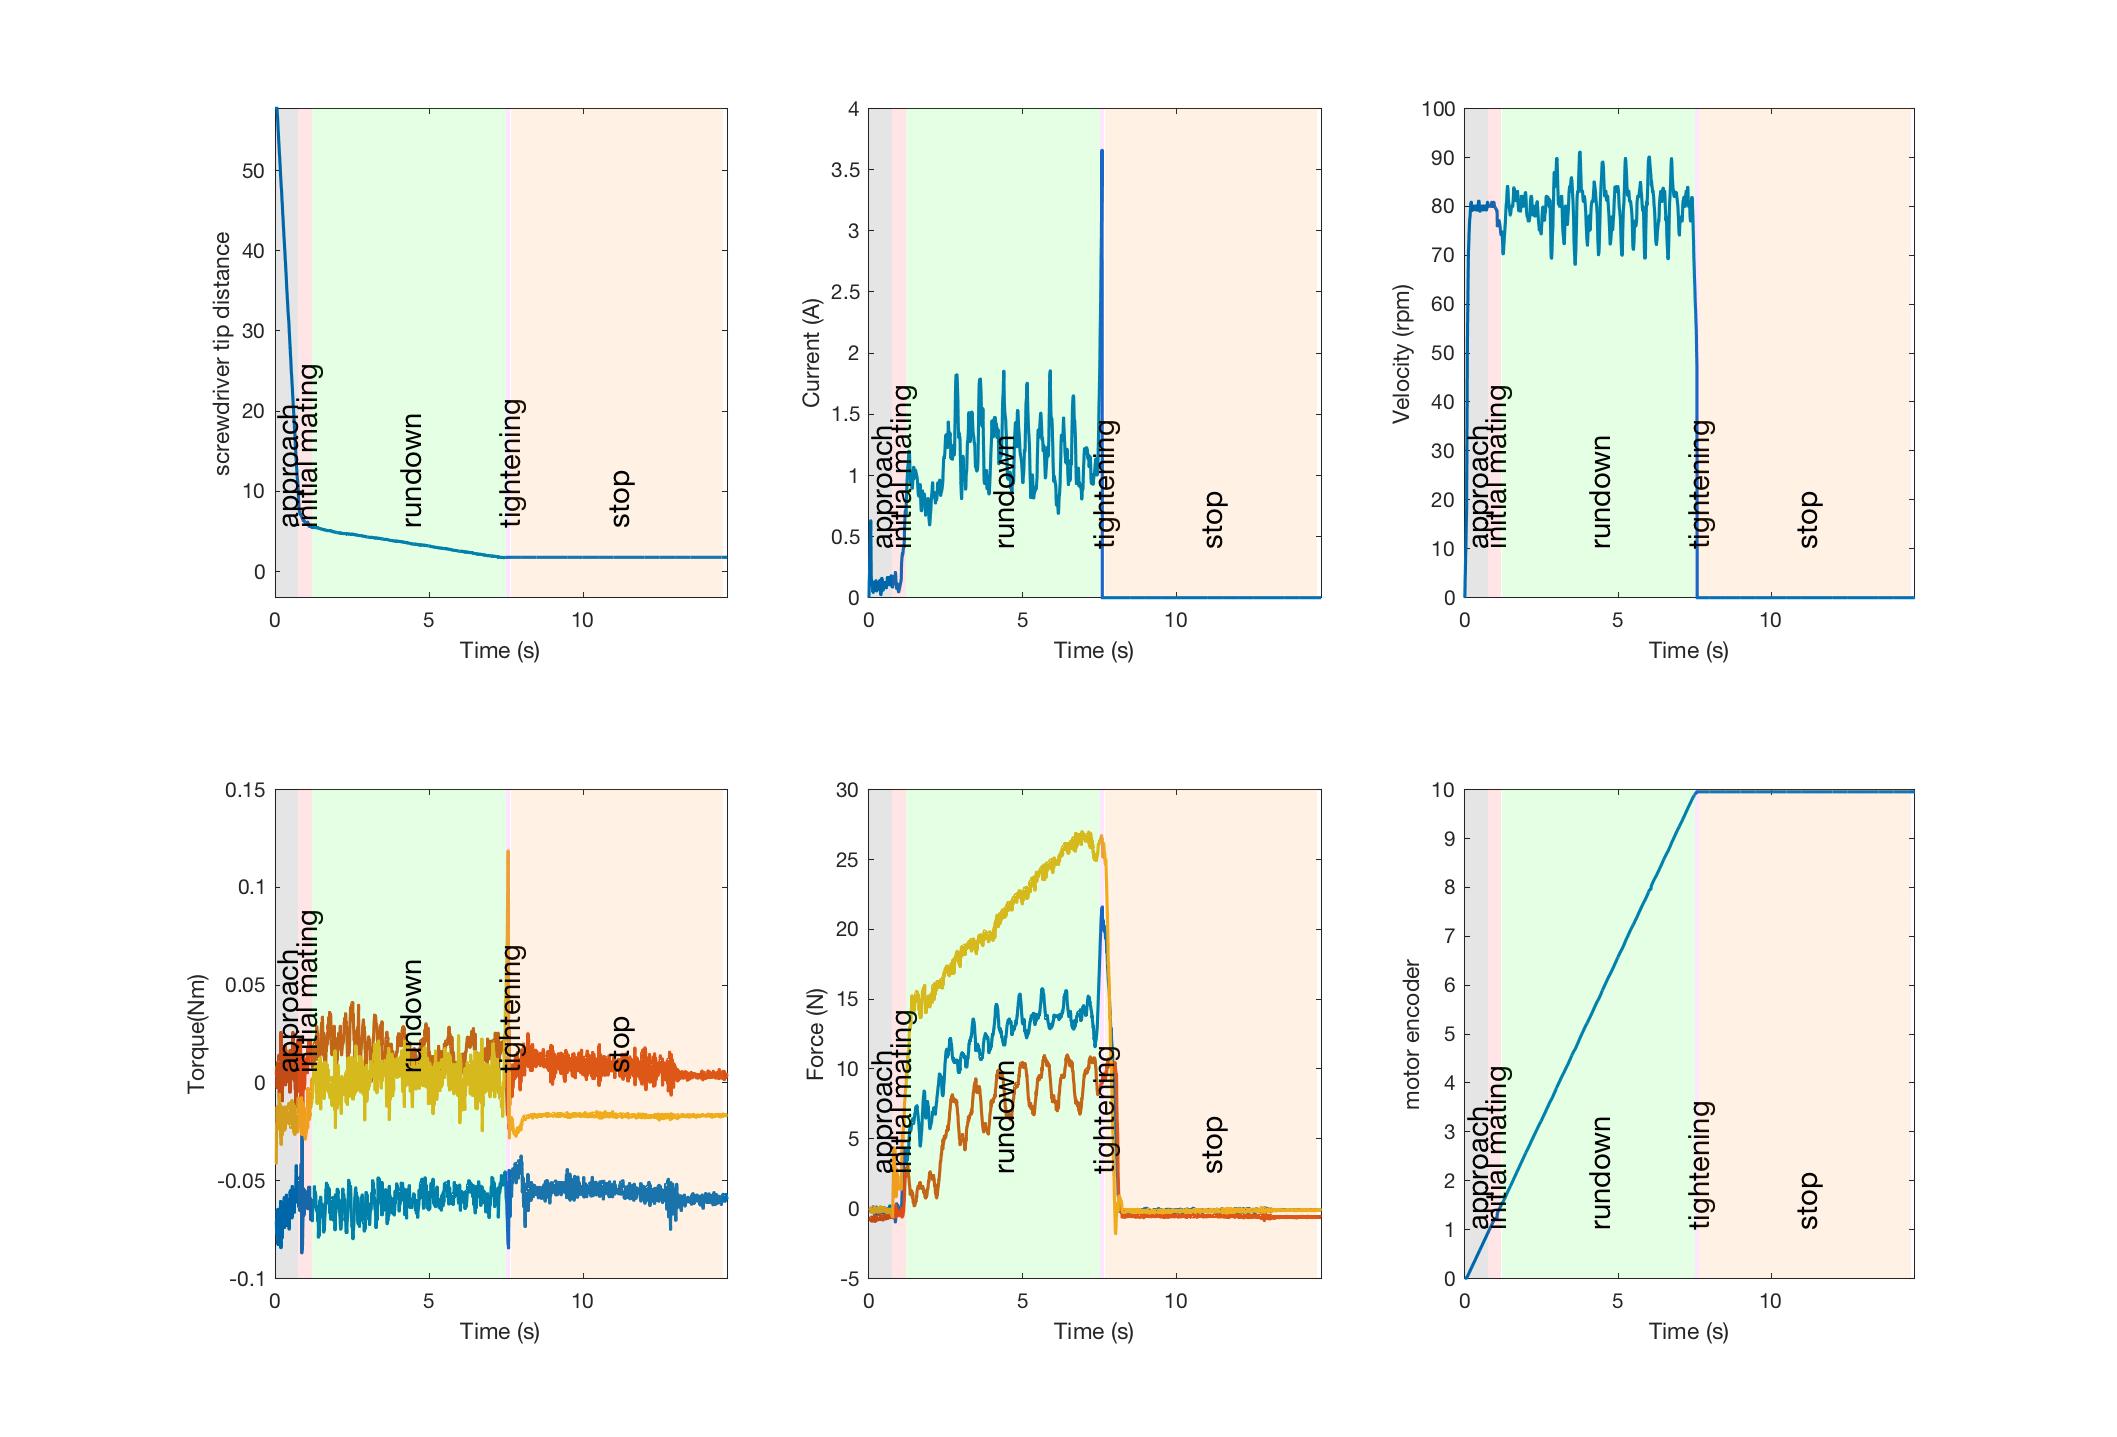 50
40
30
20
10
0
screwdriver tip distance
approach
initial mating
rundown
tightening
stop
0 5 10
Time (s)
4
3.5
3
2.5
2
1.5
1
0.5
0
Current (A)
approach
initial mating
rundown
tightening
stop
0 5 10
Time (s)
100
90
80
70
60
50
40
30
20
10
0
Velocity (rpm)
approach
initial mating
rundown
tightening
stop
0 5 10
Time (s)
0.15
0.1
0.05
0
-0.05
-0.1
Torque(Nm)
approach
initial mating
rundown
tightening
stop
0 5 10
Time (s)
30
25
20
15
10
5
0
-5
Force (N)
approach
initial mating
rundown
tightening
stop
0 5 10
Time (s)
10
9
8
7
6
5
4
3
2
1
0
motor encoder
approach
initial mating
rundown
tightening
stop
0 5 10
Time (s)